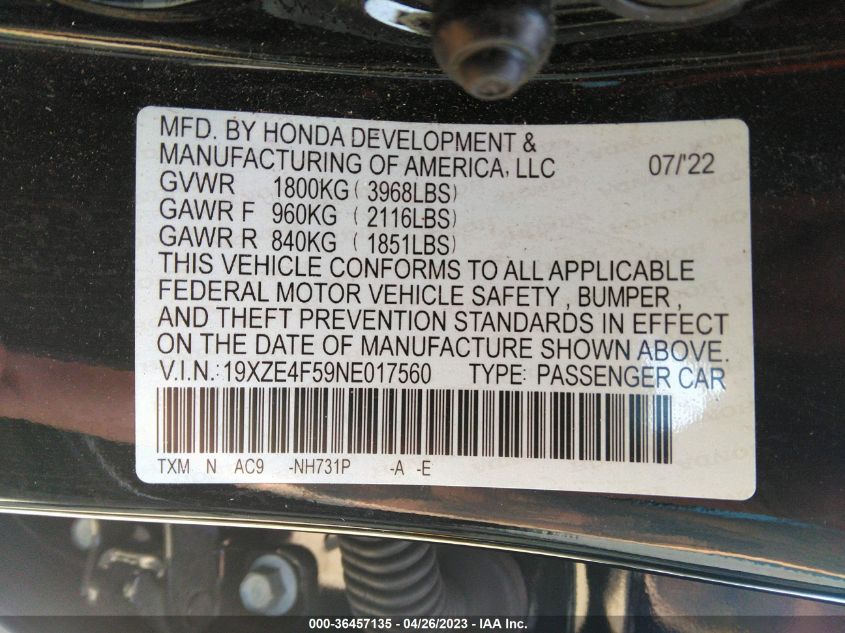 MFD. BY HONDA DEVELOPMENT &
MANUFACTURING OF AMERICA, LLC 07/'22
GVWR 1800KG ( 3968LBS)
GAWR F 960KG ( 2116LBS)
GAWR R 840KG ( 1851LBS)
THIS VEHICLE CONFORMS TO ALL APPLICABLE
FEDERAL MOTOR VEHICLE SAFETY , BUMPER ,
AND THEFT PREVENTION STANDARDS IN EFFECT
ON THE DATE OF MANUFACTURE SHOWN ABOVE.
V.I.N.: 19XZE4F59NE017560 TYPE: PASSENGER CAR
TXM N AC9 -NH731P -A -E
000-36457135 - 04/26/2023 - IAA Inc.